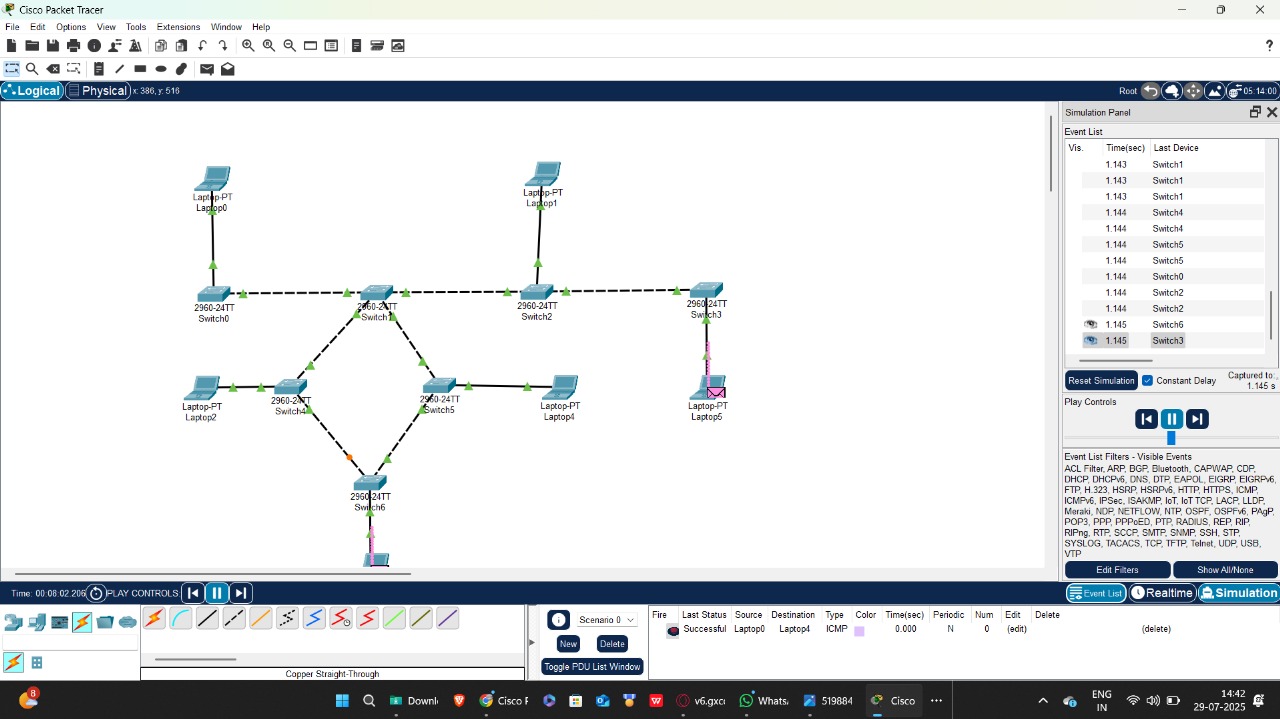 Cisco Packet Tracer
File Edit Options View Tools Extensions Window Help
Logical Physical x: 386, y: 516
Root 05:14:00
Simulation Panel
Event List
Vis. Time(sec) Last Device
1.143 Switch1
1.143 Switch1
1.143 Switch1
1.144 Switch4
1.144 Switch4
1.144 Switch5
1.144 Switch5
1.144 Switch0
1.144 Switch2
1.144 Switch2
1.145 Switch6
1.145 Switch3
Reset Simulation Constant Delay Captured to:
1.145 s
Play Controls
Event List Filters - Visible Events
ACL Filter, ARP, BGP, Bluetooth, CAPWAP, CDP,
DHCP, DHCPv6, DNS, DTP, EAPOL, EIGRP, EIGRPv6,
FTP, H.323, HSRP, HSRPv6, HTTP, HTTPS, ICMP,
ICMPv6, IPSec, ISAKMP, IoT, IoT TCP, LACP, LLDP,
Meraki, NDP, NETFLOW, NTP, OSPF, OSPFv6, PAgP,
POP3, PPP, PPPoED, PTP, RADIUS, REP, RIP,
RIPng, RTP, SCCP, SMTP, SNMP, SSH, STP,
SYSLOG, TACACS, TCP, TFTP, Telnet, UDP, USB,
VTP
Edit Filters Show All/None
Event List Realtime Simulation
Laptop-PT
Laptop0
Laptop-PT
Laptop1
2960-24TT
Switch0
2960-24TT
Switch1
2960-24TT
Switch2
2960-24TT
Switch3
Laptop-PT
Laptop2
2960-24TT
Switch4
2960-24TT
Switch5
Laptop-PT
Laptop4
Laptop-PT
Laptop5
2960-24TT
Switch6
Time: 00:08:02.206 PLAY CONTROLS:
Copper Straight-Through
Scenario 0
New Delete
Toggle PDU List Window
Fire Last Status Source Destination Type Color Time(sec) Periodic Num Edit Delete
Successful Laptop0 Laptop4 ICMP 0.000 N 0 (edit) (delete)
8
Downl Cisco P v6.gxc Whats. 519884 Cisco
ENG
IN
14:42
29-07-2025